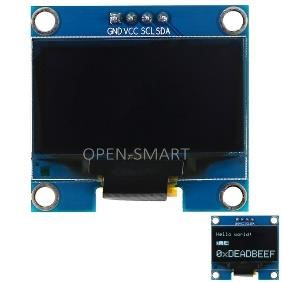 GND VCC SCL SDA
OPEN-SMART
Hello world!
0xDEADBEEF